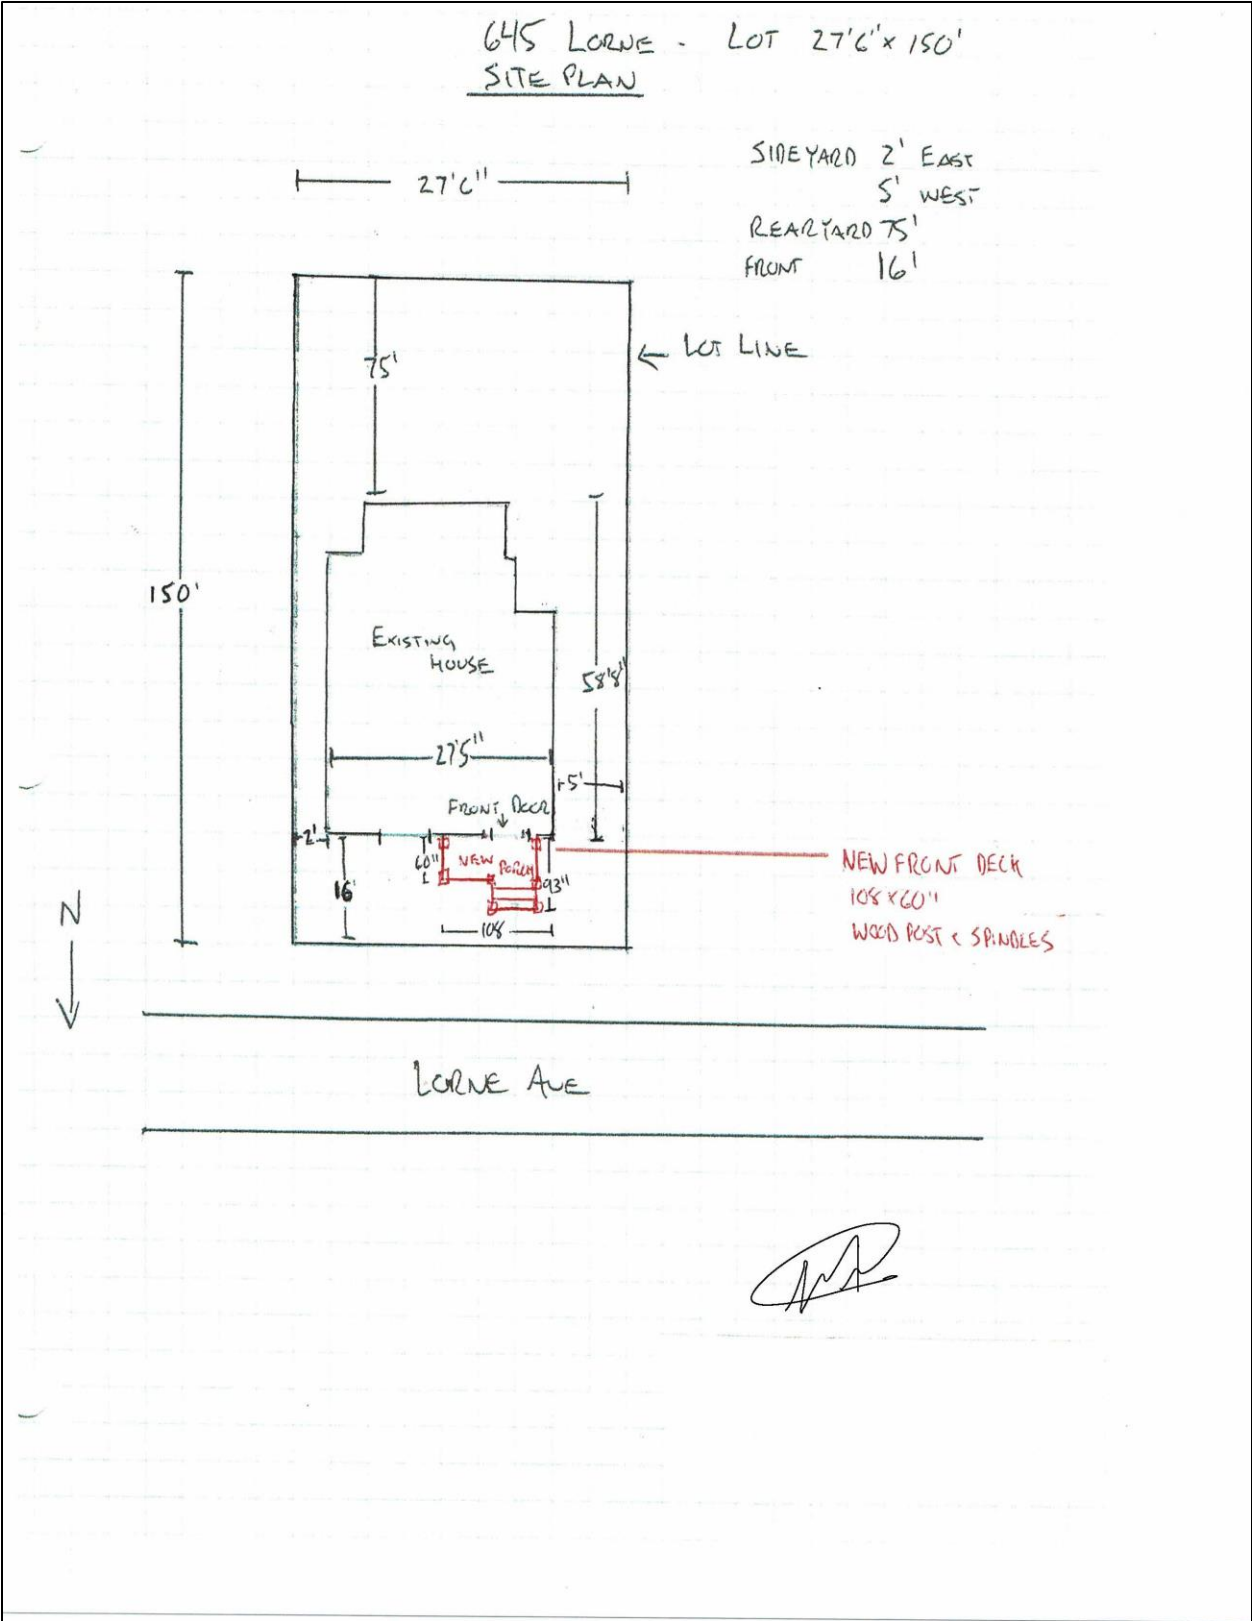 645 LORNE - LOT 27'6" x 150'
SITE PLAN
SIDEYARD 2' EAST
5' WEST
REARYARD 75'
FRONT 16'
27'6"
75'
← LOT LINE
150'
EXISTING
HOUSE
58'8"
27'5"
5'
FRONT DOOR
2'
60"
NEW PORCH
93"
16'
108
NEW FRONT DECK
108 x 60"
WOOD POST & SPINDLES
N
LORNE AVE